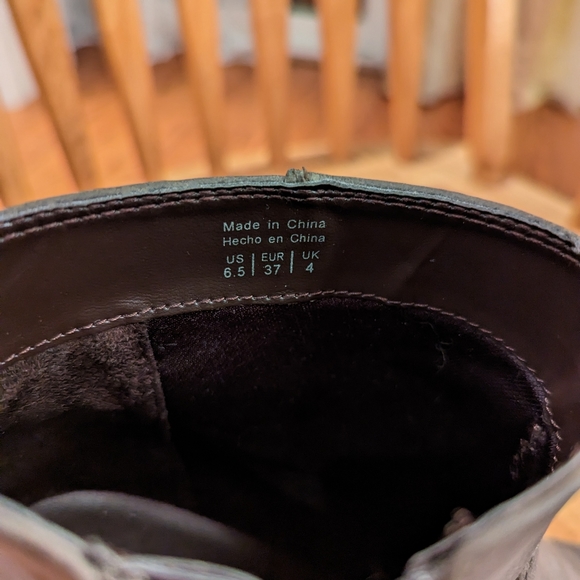 Made in China
Hecho en China
US | EUR | UK
6.5 | 37 | 4